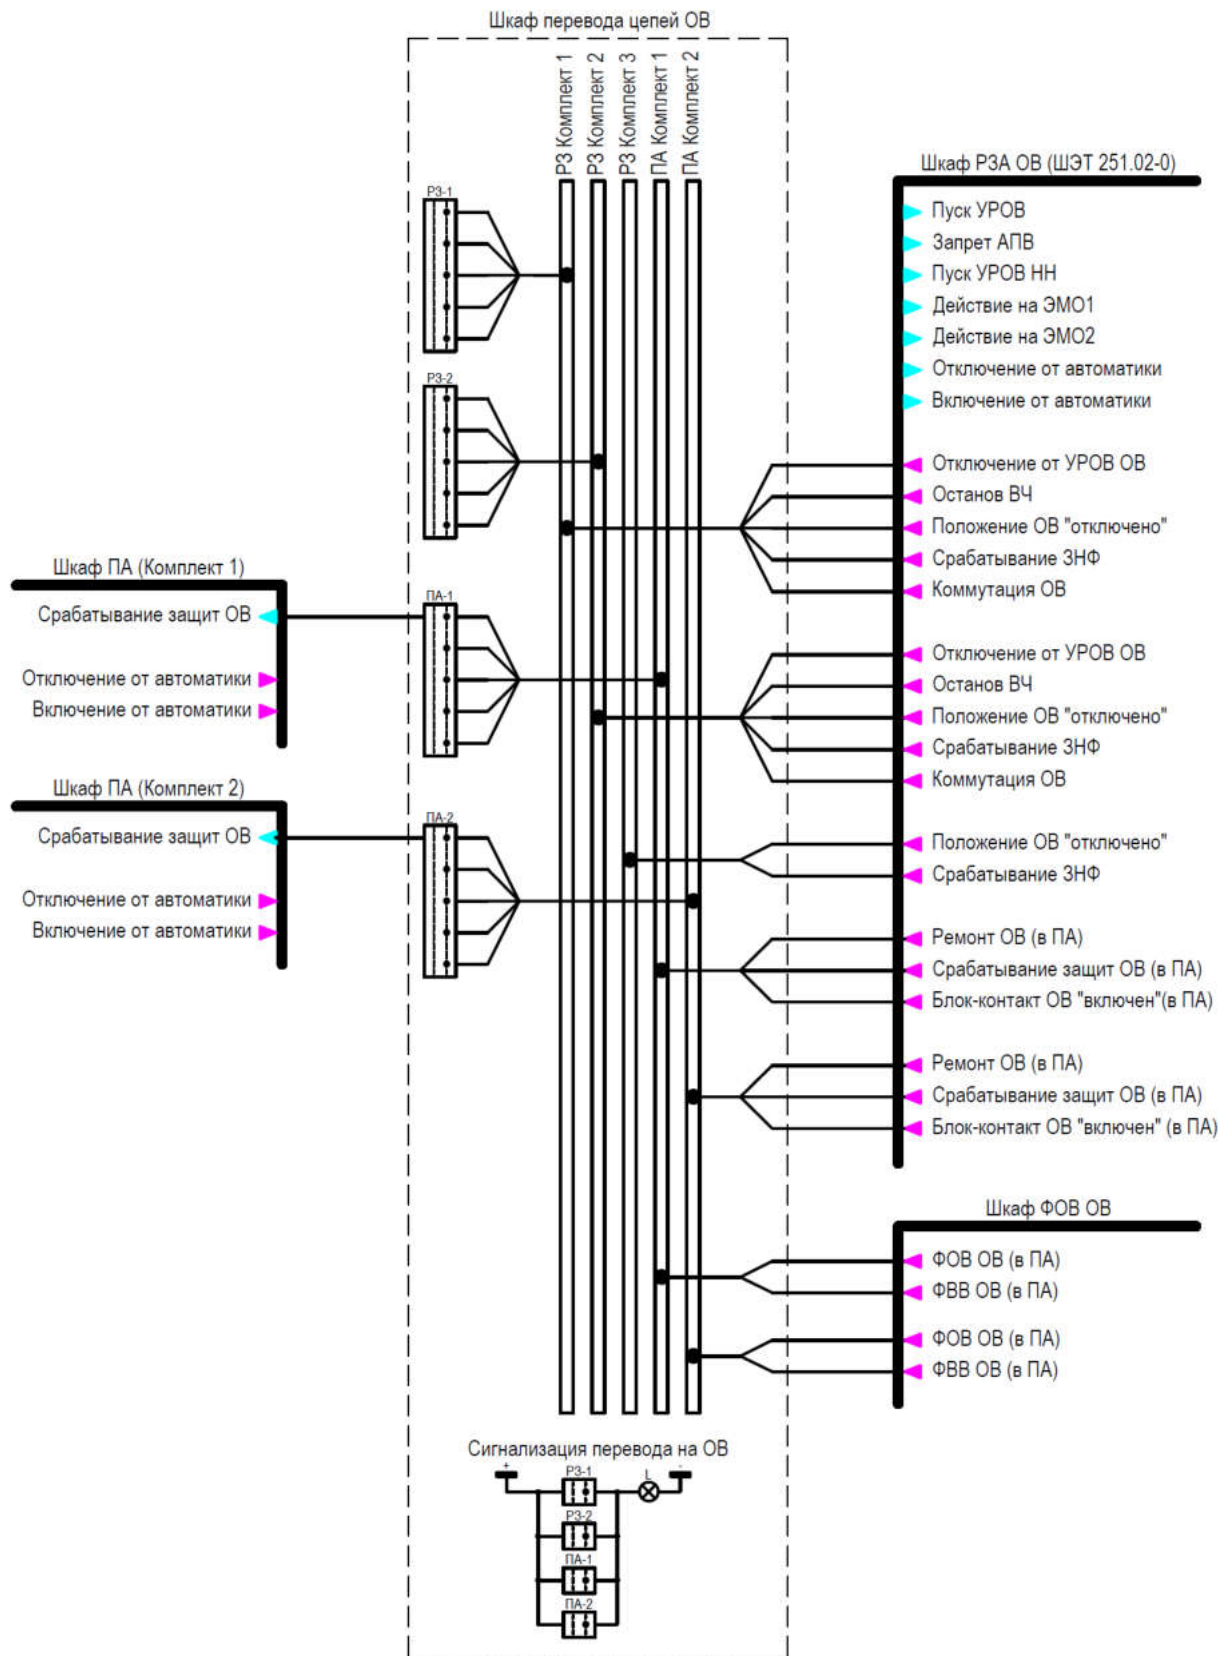 Шкаф перевода цепей ОВ
РЗ Комплект 1
РЗ Комплект 2
РЗ Комплект 3
ПА Комплект 1
ПА Комплект 2
РЗ-1
РЗ-2
Шкаф ПА (Комплект 1)
Срабатывание защит ОВ
Отключение от автоматики
Включение от автоматики
ПА-1
Шкаф ПА (Комплект 2)
Срабатывание защит ОВ
Отключение от автоматики
Включение от автоматики
ПА-2
Шкаф РЗА ОВ (ШЭТ 251.02-0)
Пуск УРОВ
Запрет АПВ
Пуск УРОВ НН
Действие на ЭМО1
Действие на ЭМО2
Отключение от автоматики
Включение от автоматики
Отключение от УРОВ ОВ
Останов ВЧ
Положение ОВ "отключено"
Срабатывание ЗНФ
Коммутация ОВ
Отключение от УРОВ ОВ
Останов ВЧ
Положение ОВ "отключено"
Срабатывание ЗНФ
Коммутация ОВ
Положение ОВ "отключено"
Срабатывание ЗНФ
Ремонт ОВ (в ПА)
Срабатывание защит ОВ (в ПА)
Блок-контакт ОВ "включен"(в ПА)
Ремонт ОВ (в ПА)
Срабатывание защит ОВ (в ПА)
Блок-контакт ОВ "включен" (в ПА)
Шкаф ФОВ ОВ
ФОВ ОВ (в ПА)
ФВВ ОВ (в ПА)
ФОВ ОВ (в ПА)
ФВВ ОВ (в ПА)
Сигнализация перевода на ОВ
+
РЗ-1
L
-
РЗ-2
ПА-1
ПА-2